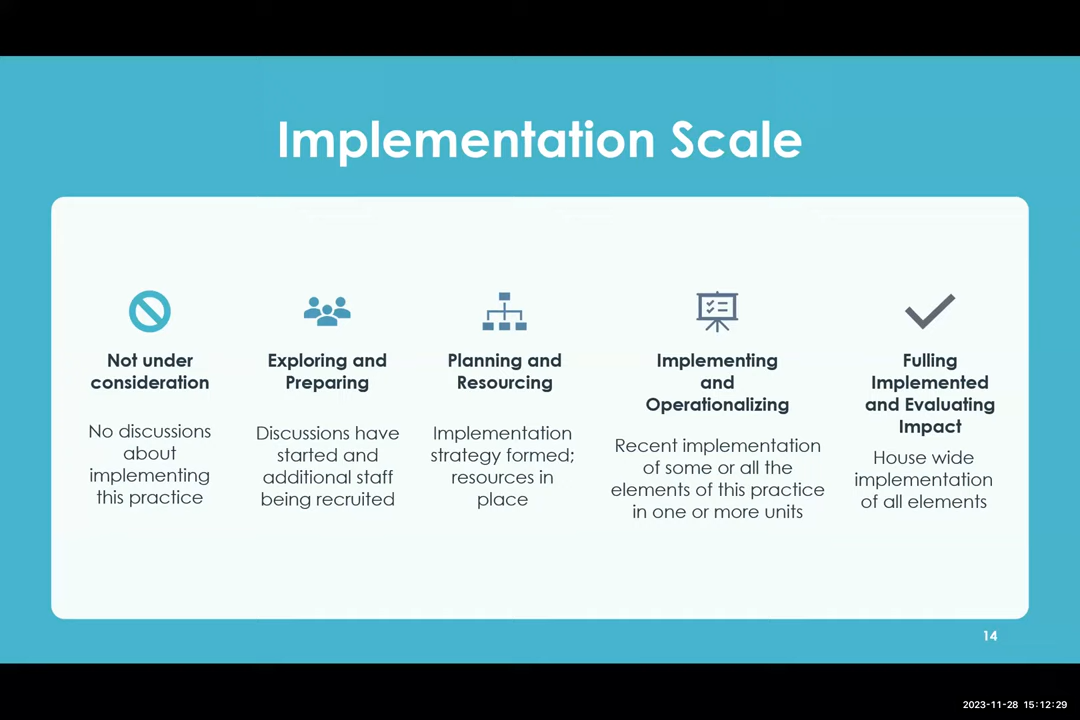 Implementation Scale
Not under
consideration
No discussions
about
implementing
this practice
Exploring and
Preparing
Discussions have
started and
additional staff
being recruited
Planning and
Resourcing
Implementation
strategy formed;
resources in
place
Implementing
and
Operationalizing
Recent implementation
of some or all the
elements of this practice
in one or more units
Fulling
Implemented
and Evaluating
Impact
House wide
implementation
of all elements
14
2023-11-28 15:12:29